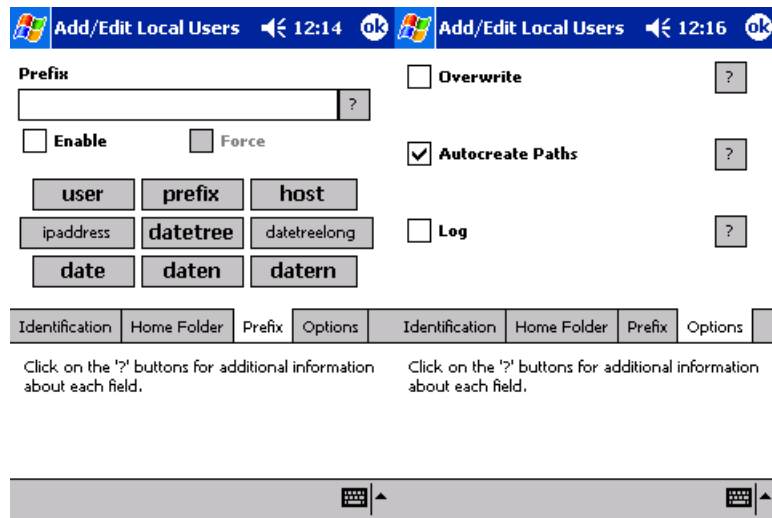 Add/Edit Local Users 12:14 ok
Prefix
?
Enable Force
user prefix host
ipaddress datetree datetreelong
date daten datern
Identification Home Folder Prefix Options
Click on the '?' buttons for additional information
about each field.
Add/Edit Local Users 12:16 ok
Overwrite ?
Autocreate Paths ?
Log ?
Identification Home Folder Prefix Options
Click on the '?' buttons for additional information
about each field.